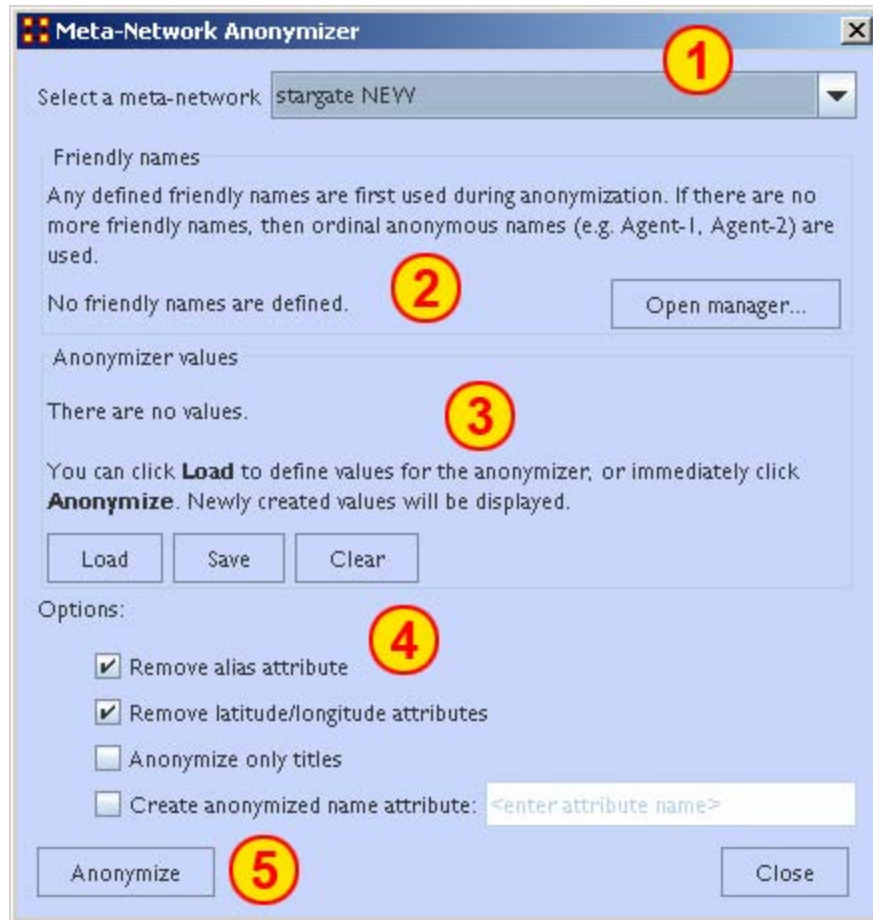 Meta-Network Anonymizer
1
Select a meta-network stargate NEW
Friendly names
Any defined friendly names are first used during anonymization. If there are no
more friendly names, then ordinal anonymous names (e.g. Agent-1, Agent-2) are
used.
2
No friendly names are defined. Open manager...
Anonymizer values
There are no values.
3
You can click Load to define values for the anonymizer, or immediately click
Anonymize. Newly created values will be displayed.
Load Save Clear
Options:
4
Remove alias attribute
Remove latitude/longitude attributes
Anonymize only titles
Create anonymized name attribute: <enter attribute name>
Anonymize 5 Close